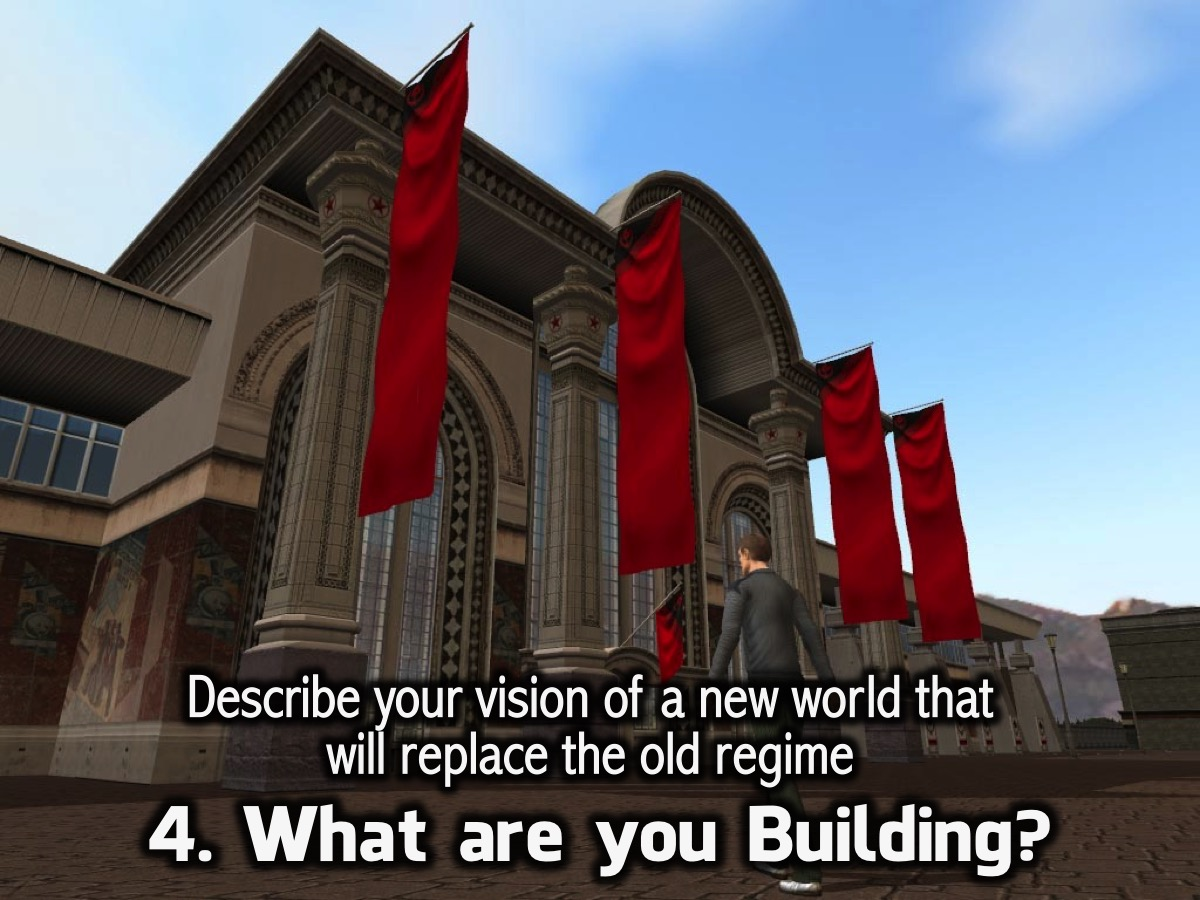 Describe your vision of a new world that
will replace the old regime
4. What are you Building?